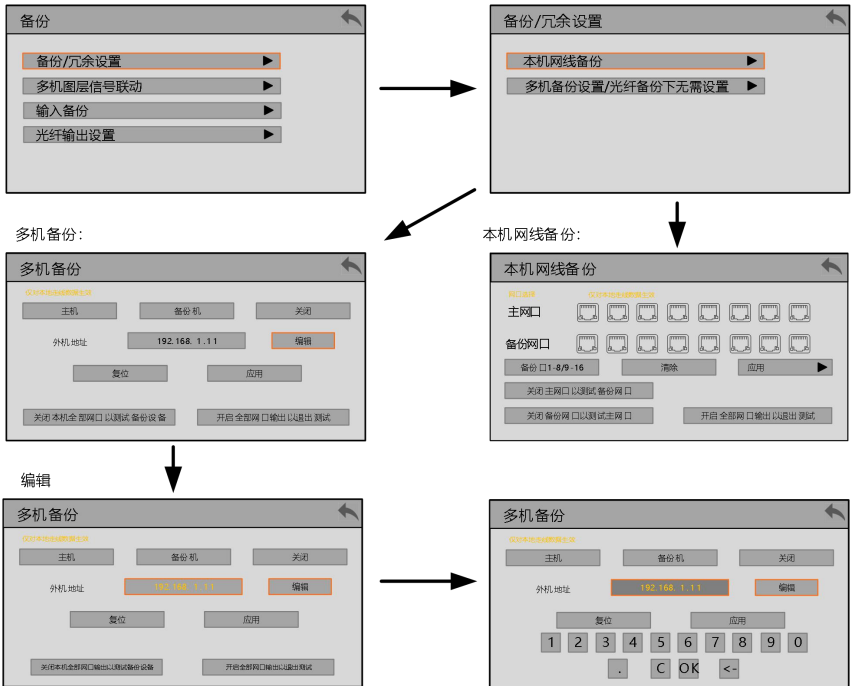 备份
备份/冗余设置
多机图层信号联动
输入备份
光纤输出设置
备份/冗余设置
本机网线备份
多机备份设置/光纤备份下无需设置
多机备份：
多机备份
主机 备份机 关闭
外机地址 192.168. 1.11 编辑
复位 应用
关闭本机全部网口以测试备份设备 开启全部网口输出以退出测试
本机网线备份：
本机网线备份
主网口
备份网口
备份口1-8/9-16 清除 应用
关闭主网口以测试备份网口
关闭备份网口以测试主网口 开启全部网口输出以退出测试
编辑
多机备份
主机 备份机 关闭
外机地址 192.168. 1.11 编辑
复位 应用
关闭本机全部网口输出以测试备份设备 开启全部网口输出以退出测试
多机备份
主机 备份机 关闭
外机地址 192.168. 1.11 编辑
复位 应用
1 2 3 4 5 6 7 8 9 0
. C OK <-